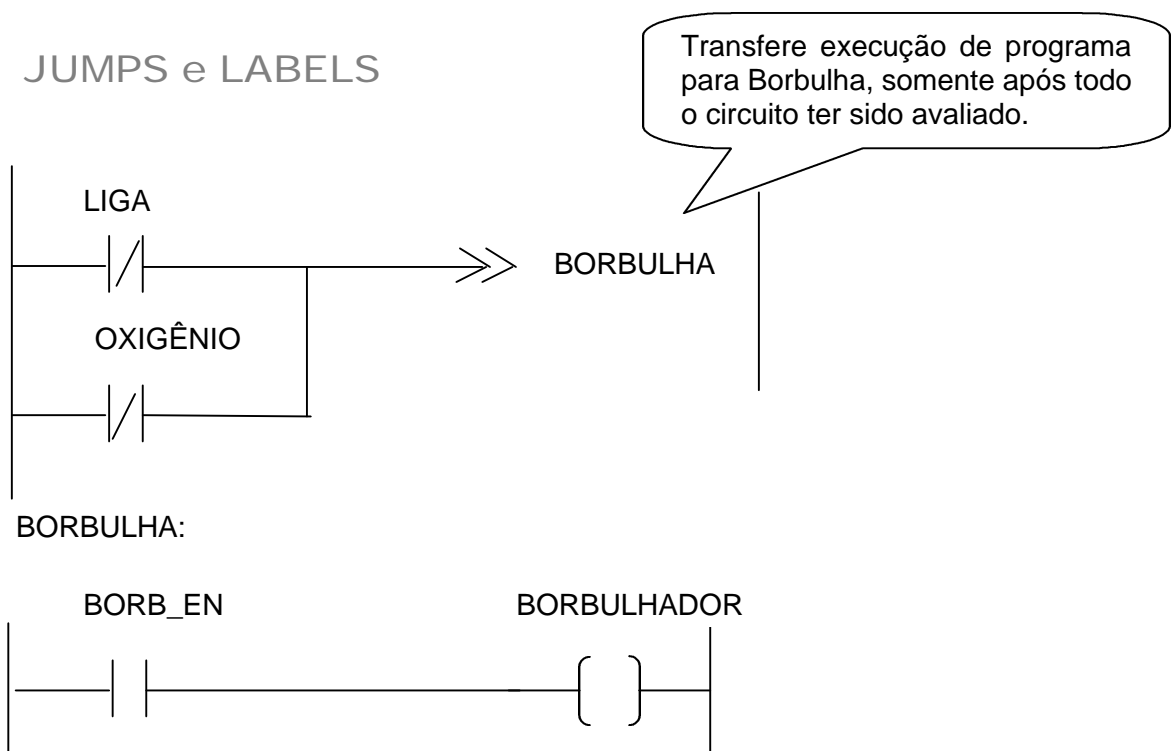 JUMPS e LABELS
Transfere execução de programa
para Borbulha, somente após todo
o circuito ter sido avaliado.
LIGA
BORBULHA
OXIGÊNIO
BORBULHA:
BORB_EN BORBULHADOR